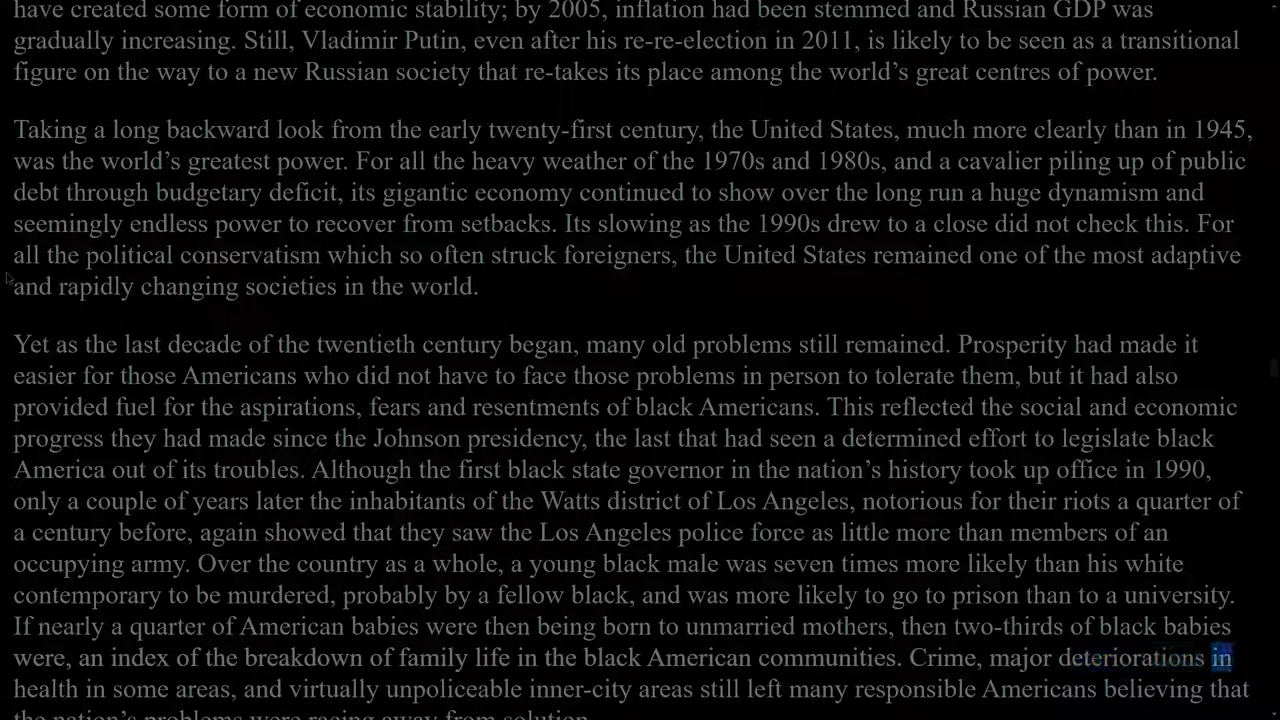 have created some form of economic stability; by 2005, inflation had been stemmed and Russian GDP was
gradually increasing. Still, Vladimir Putin, even after his re-re-election in 2011, is likely to be seen as a transitional
figure on the way to a new Russian society that re-takes its place among the world’s great centres of power.
Taking a long backward look from the early twenty-first century, the United States, much more clearly than in 1945,
was the world’s greatest power. For all the heavy weather of the 1970s and 1980s, and a cavalier piling up of public
debt through budgetary deficit, its gigantic economy continued to show over the long run a huge dynamism and
seemingly endless power to recover from setbacks. Its slowing as the 1990s drew to a close did not check this. For
all the political conservatism which so often struck foreigners, the United States remained one of the most adaptive
and rapidly changing societies in the world.
Yet as the last decade of the twentieth century began, many old problems still remained. Prosperity had made it
easier for those Americans who did not have to face those problems in person to tolerate them, but it had also
provided fuel for the aspirations, fears and resentments of black Americans. This reflected the social and economic
progress they had made since the Johnson presidency, the last that had seen a determined effort to legislate black
America out of its troubles. Although the first black state governor in the nation’s history took up office in 1990,
only a couple of years later the inhabitants of the Watts district of Los Angeles, notorious for their riots a quarter of
a century before, again showed that they saw the Los Angeles police force as little more than members of an
occupying army. Over the country as a whole, a young black male was seven times more likely than his white
contemporary to be murdered, probably by a fellow black, and was more likely to go to prison than to a university.
If nearly a quarter of American babies were then being born to unmarried mothers, then two-thirds of black babies
were, an index of the breakdown of family life in the black American communities. Crime, major deteriorations in
health in some areas, and virtually unpoliceable inner-city areas still left many responsible Americans believing that
the nation’s problems were racing away from solution.